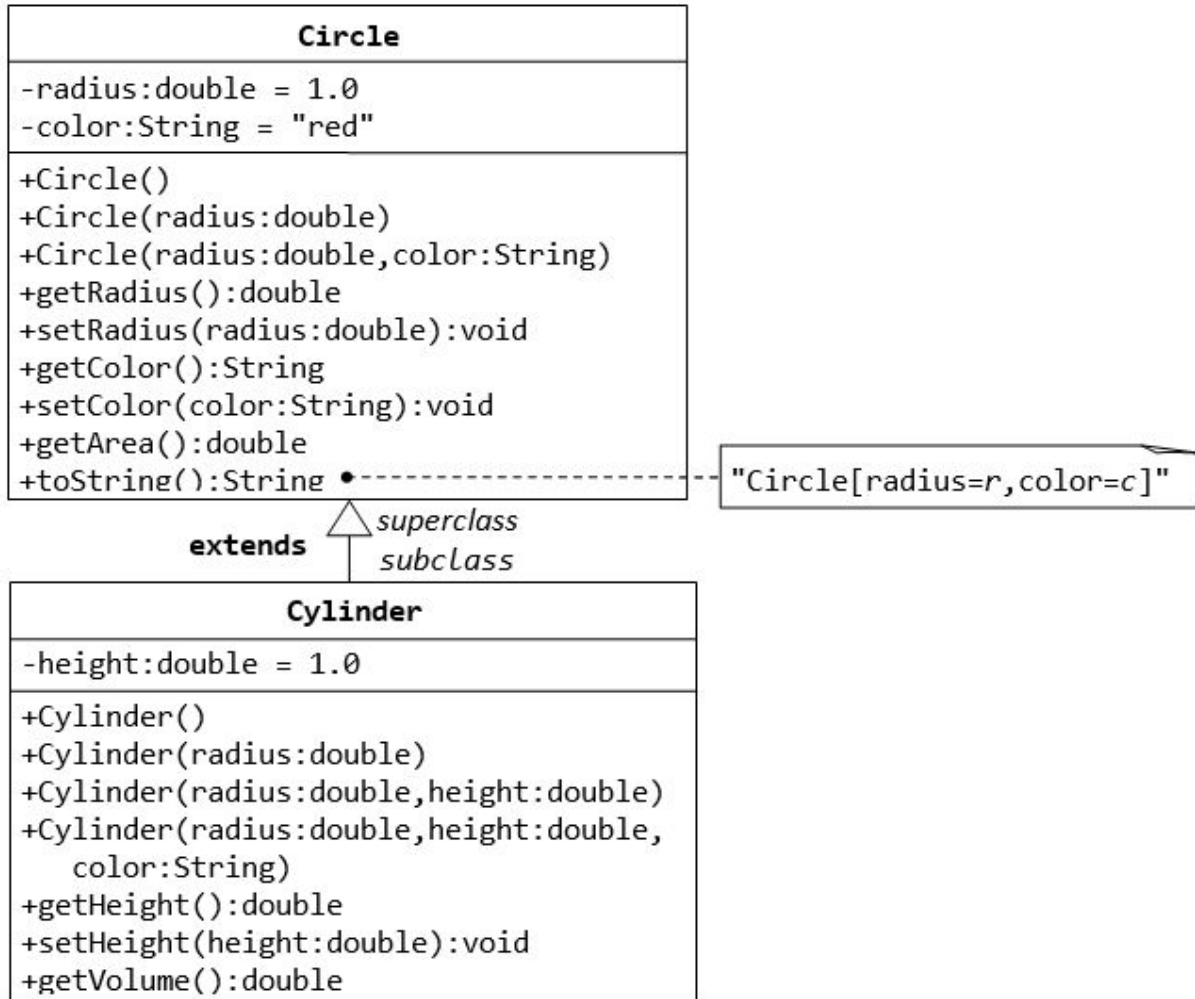 Circle
-radius:double = 1.0
-color:String = "red"
+Circle()
+Circle(radius:double)
+Circle(radius:double,color:String)
+getRadius():double
+setRadius(radius:double):void
+getColor():String
+setColor(color:String):void
+getArea():double
+toString():String
"Circle[radius=r,color=c]"
superclass
extends
subclass
Cylinder
-height:double = 1.0
+Cylinder()
+Cylinder(radius:double)
+Cylinder(radius:double,height:double)
+Cylinder(radius:double,height:double,
color:String)
+getHeight():double
+setHeight(height:double):void
+getVolume():double